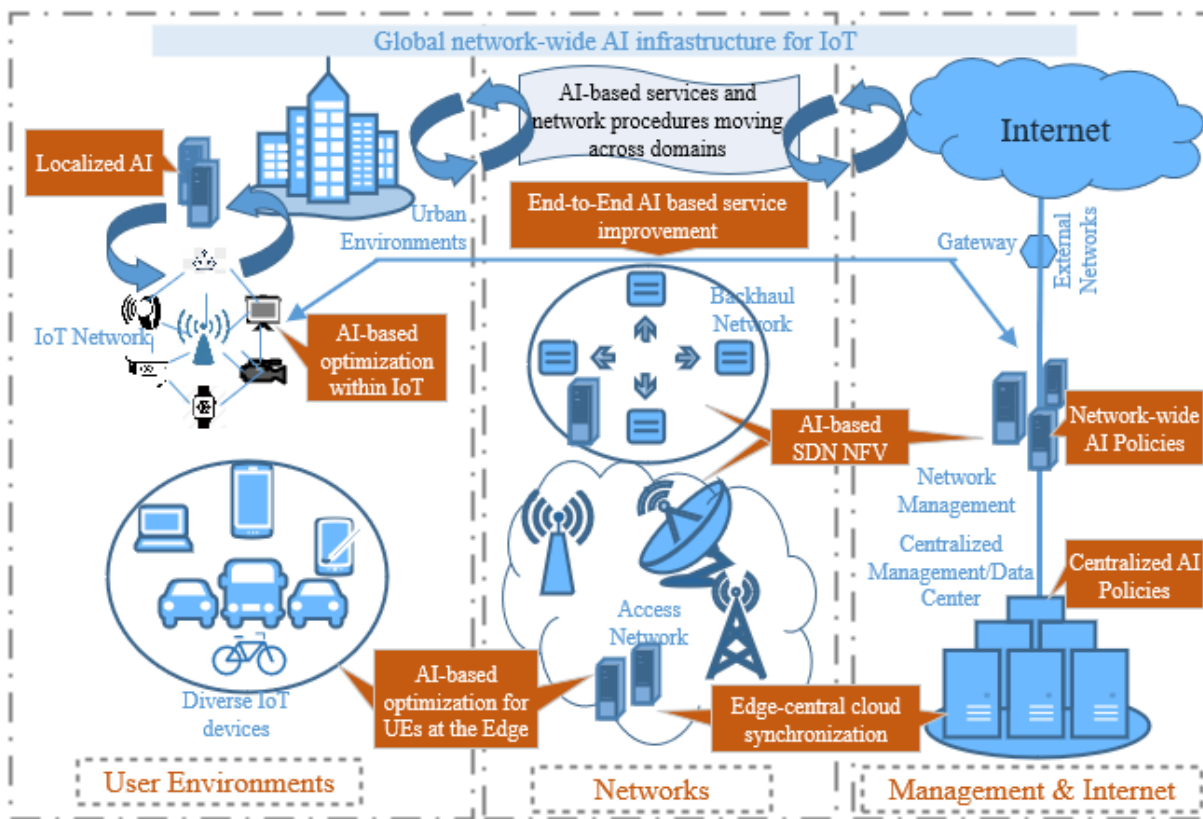 Global network-wide AI infrastructure for IoT
AI-based services and
network procedures moving
across domains
Internet
Localized AI
Urban
Environments
End-to-End AI based service
improvement
Gateway
External
Networks
IoT Network
AI-based
optimization
within IoT
Backhaul
Network
AI-based
SDN NFV
Network-wide
AI Policies
Network
Management
Centralized
Management/Data
Center
Centralized AI
Policies
Access
Network
Diverse IoT
devices
AI-based
optimization for
UEs at the Edge
Edge-central cloud
synchronization
User Environments
Networks
Management & Internet